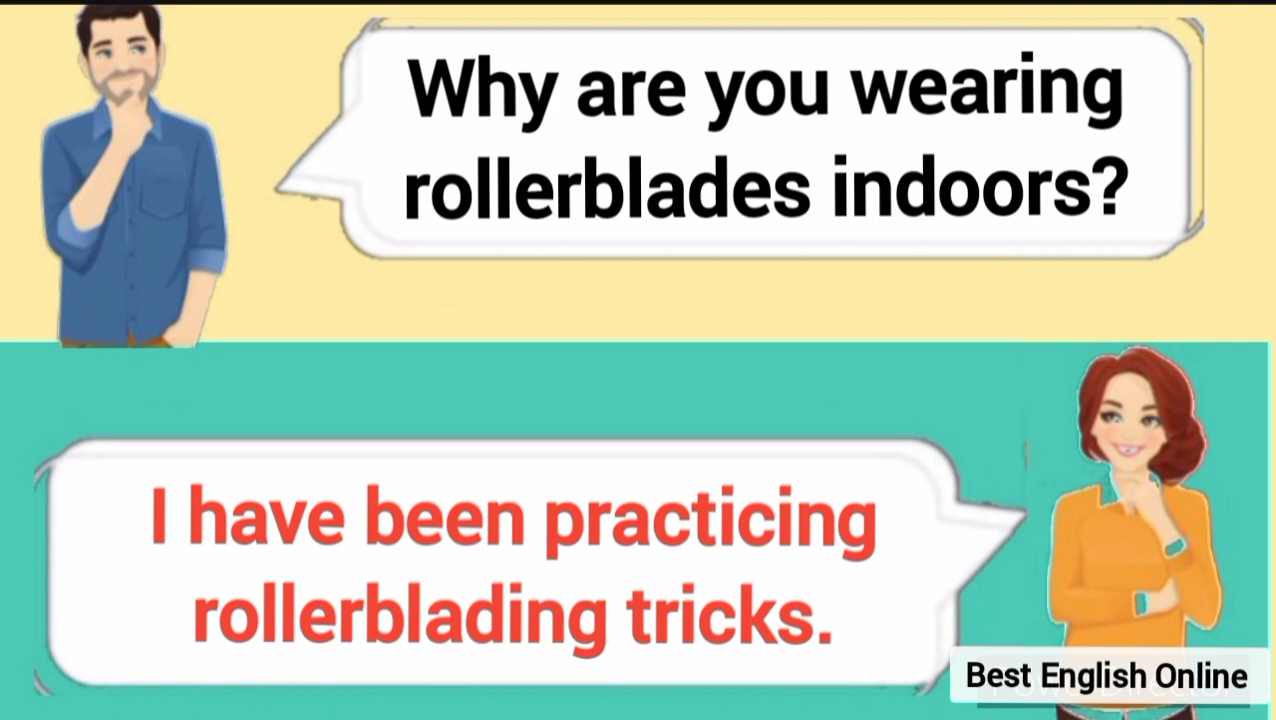 Why are you wearing
rollerblades indoors?
I have been practicing
rollerblading tricks.
Best English Online